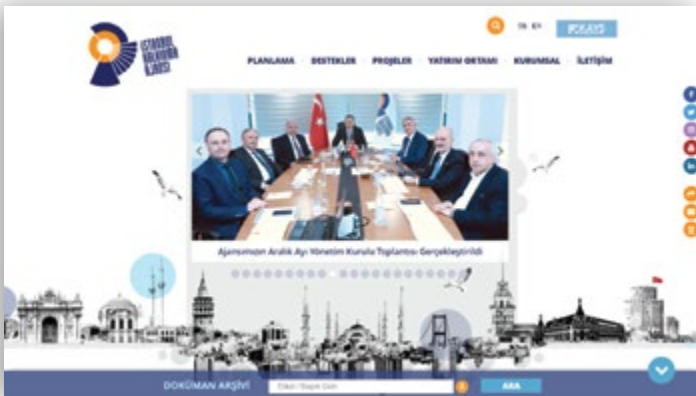 İSTANBUL
KALKINMA
AJANSI
TR EN
PLANLAMA DESTEKLER PROJELER YATIRIM ORTAMI KURUMSAL İLETİŞİM
Ajansımızın Aralık Ayı Yönetim Kurulu Toplantısı Gerçekleştirildi
DOKÜMAN ARŞİVİ
ARA